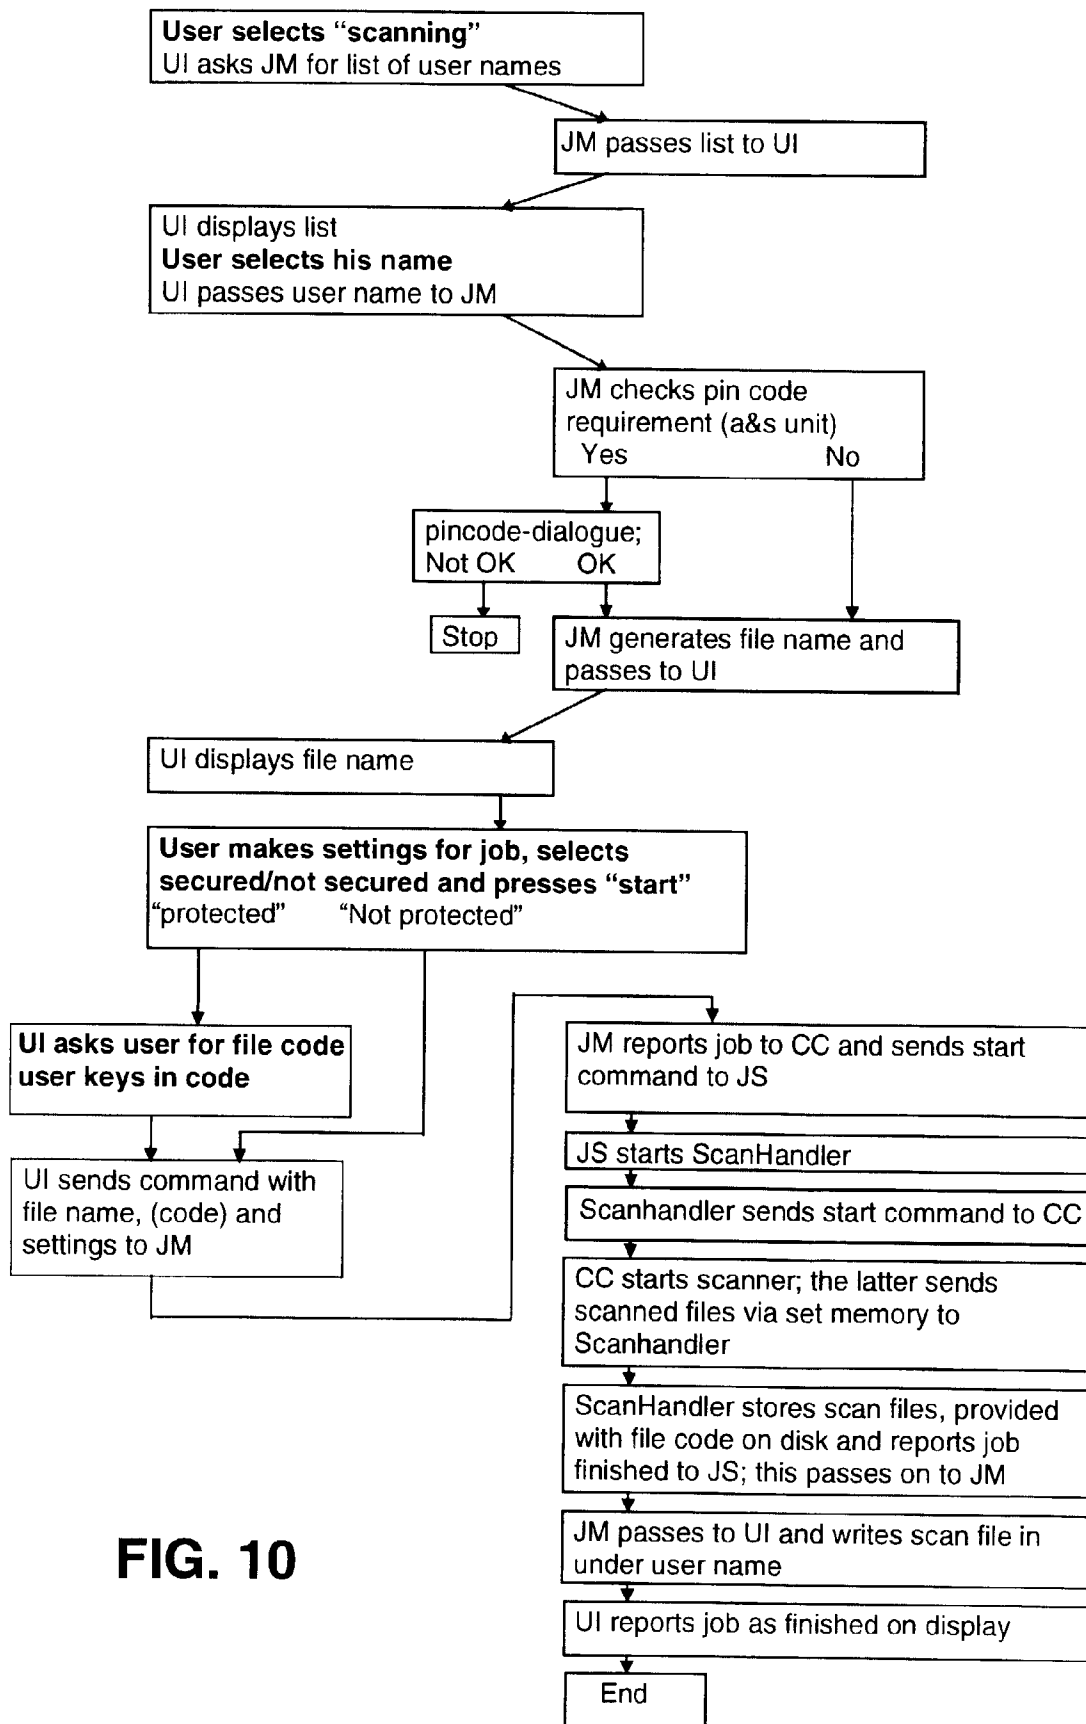 User selects “scanning”
UI asks JM for list of user names
JM passes list to UI
UI displays list
User selects his name
UI passes user name to JM
JM checks pin code
requirement (a&s unit)
Yes No
pincode-dialogue;
Not OK OK
Stop
JM generates file name and
passes to UI
UI displays file name
User makes settings for job, selects
secured/not secured and presses “start”
“protected” “Not protected”
UI asks user for file code
user keys in code
UI sends command with
file name, (code) and
settings to JM
JM reports job to CC and sends start
command to JS
JS starts ScanHandler
Scanhandler sends start command to CC
CC starts scanner; the latter sends
scanned files via set memory to
Scanhandler
ScanHandler stores scan files, provided
with file code on disk and reports job
finished to JS; this passes on to JM
JM passes to UI and writes scan file in
under user name
UI reports job as finished on display
End
FIG. 10